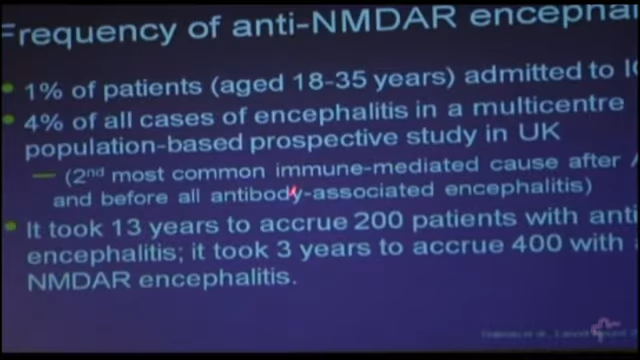 Frequency of anti-NMDAR encephal
1% of patients (aged 18-35 years) admitted to I
4% of all cases of encephalitis in a multicentre
population-based prospective study in UK
(2nd most common immune-mediated cause after A
and before all antibody-associated encephalitis)
It took 13 years to accrue 200 patients with anti
encephalitis; it took 3 years to accrue 400 with
NMDAR encephalitis.